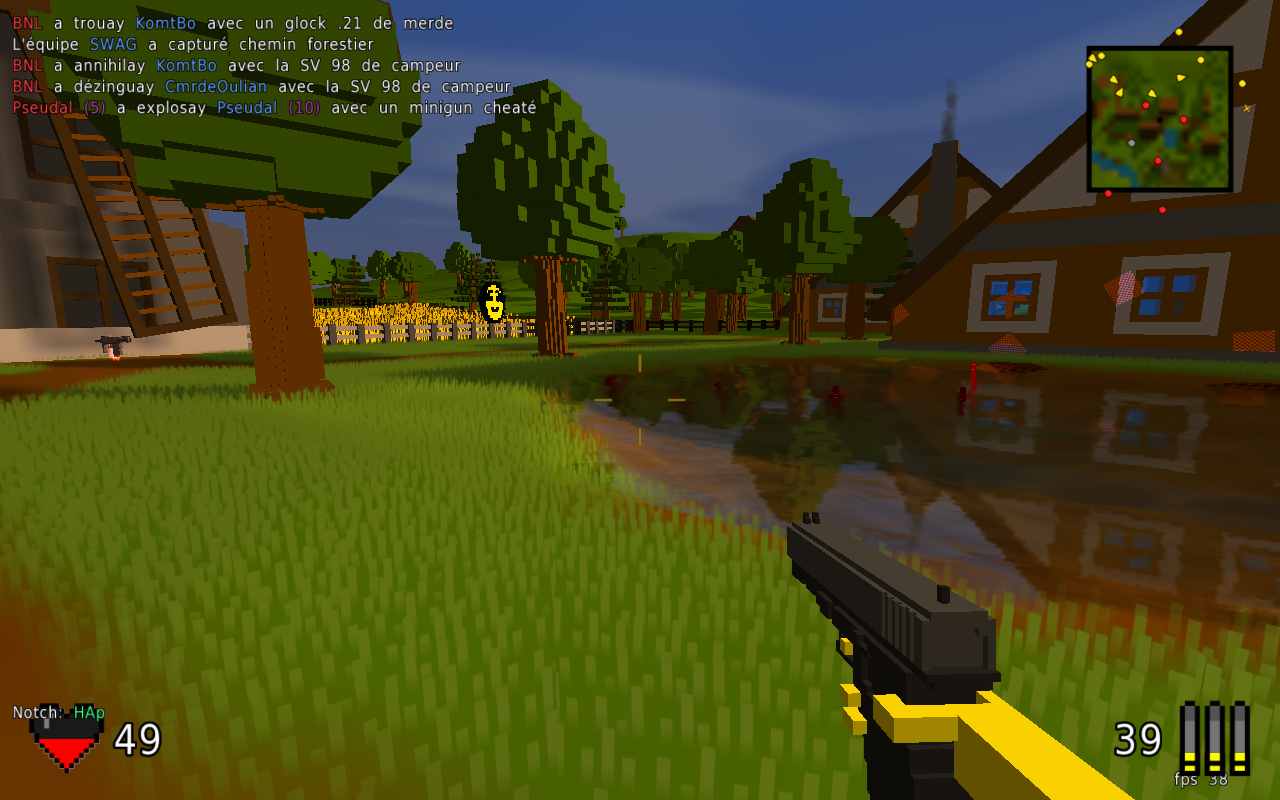 BNL a trouay KomtBo avec un glock .21 de merde
L'équipe SWAG a capturé chemin forestier
BNL a annihilay KomtBo avec la SV 98 de campeur
BNL a dézinguay CmrdeOulian avec la SV 98 de campeur
Pseudal (5) a explosay Pseudal (10) avec un minigun cheaté
Notch: HAp
49
39
fps 38